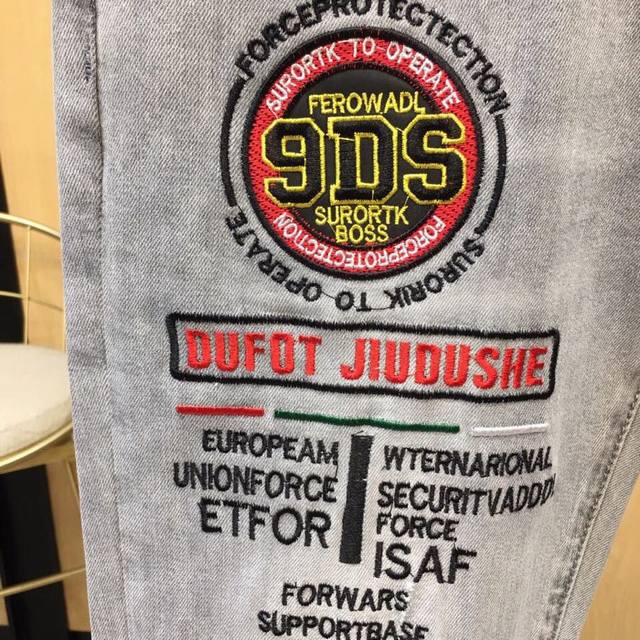 FORCEPROTECTECTION
SURORTK TO OPERATE
FEROWADL
9DS
SURORTK
BOSS
FORCEPROTECTECTION
SURORIK TO OPERATE
DUFOT JIUDUSHE
EUROPEAM
UNIONFORCE
ETFOR
WTERNARIONAL
SECURITVADDD
FORCE
ISAF
FORWARS
SUPPORTBASE